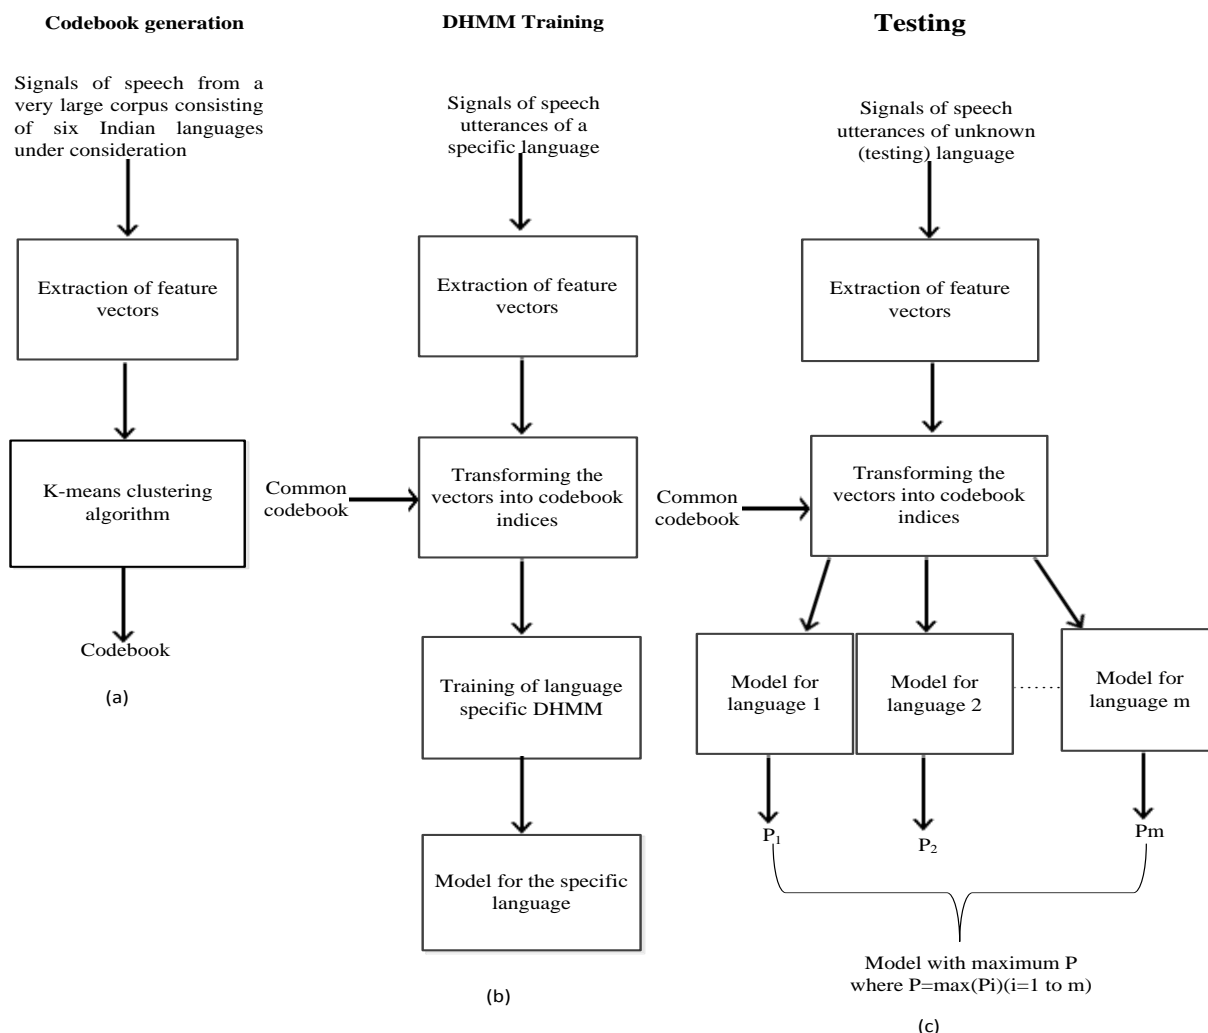 Codebook generation
Signals of speech from a
very large corpus consisting
of six Indian languages
under consideration
Extraction of feature
vectors
K-means clustering
algorithm
Codebook
(a)
DHMM Training
Signals of speech
utterances of a
specific language
Extraction of feature
vectors
Common
codebook
Transforming the
vectors into codebook
indices
Training of language
specific DHMM
Model for the specific
language
(b)
Testing
Signals of speech
utterances of unknown
(testing) language
Extraction of feature
vectors
Common
codebook
Transforming the
vectors into codebook
indices
Model for
language 1
Model for
language 2
Model for
language m
P₁
P₂
Pm
Model with maximum P
where P=max(Pi)(i=1 to m)
(c)